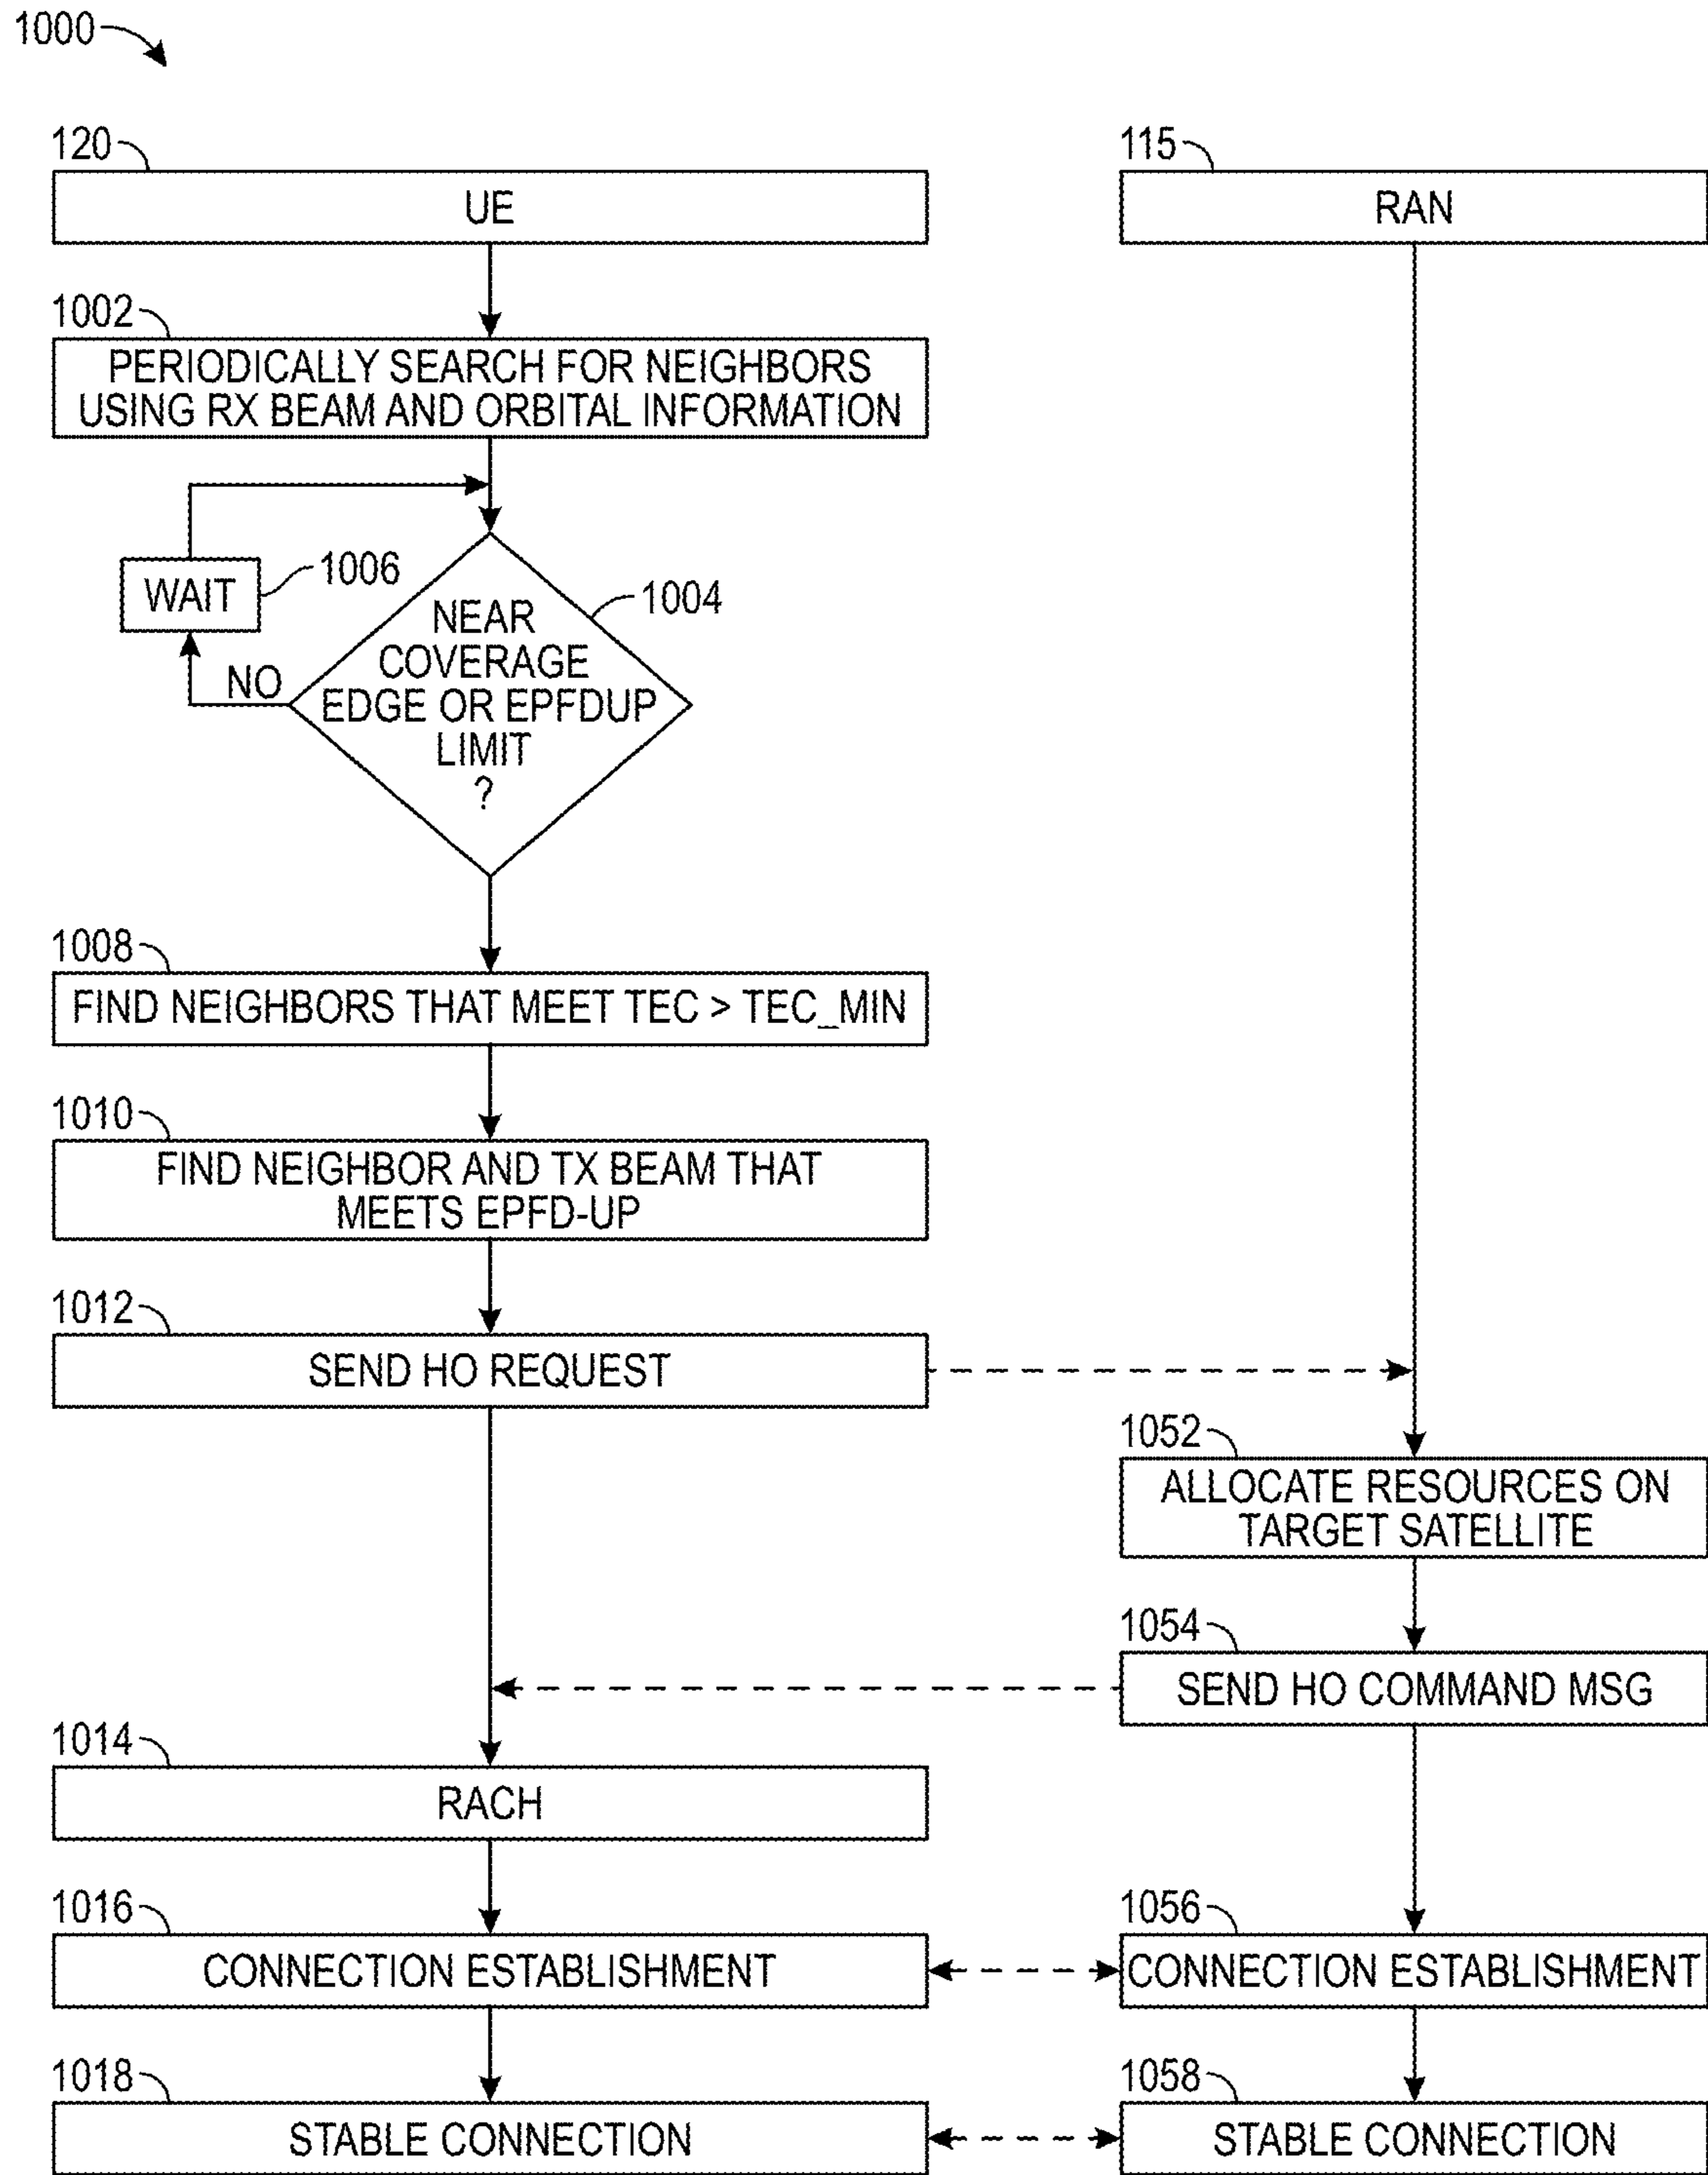 1000
120
UE
115
RAN
1002
PERIODICALLY SEARCH FOR NEIGHBORS
USING RX BEAM AND ORBITAL INFORMATION
WAIT
1006
NO
1004
NEAR
COVERAGE
EDGE OR EPFDUP
LIMIT
?
1008
FIND NEIGHBORS THAT MEET TEC > TEC_MIN
1010
FIND NEIGHBOR AND TX BEAM THAT
MEETS EPFD-UP
1012
SEND HO REQUEST
1052
ALLOCATE RESOURCES ON
TARGET SATELLITE
1054
SEND HO COMMAND MSG
1014
RACH
1016
CONNECTION ESTABLISHMENT
1056
CONNECTION ESTABLISHMENT
1018
STABLE CONNECTION
1058
STABLE CONNECTION